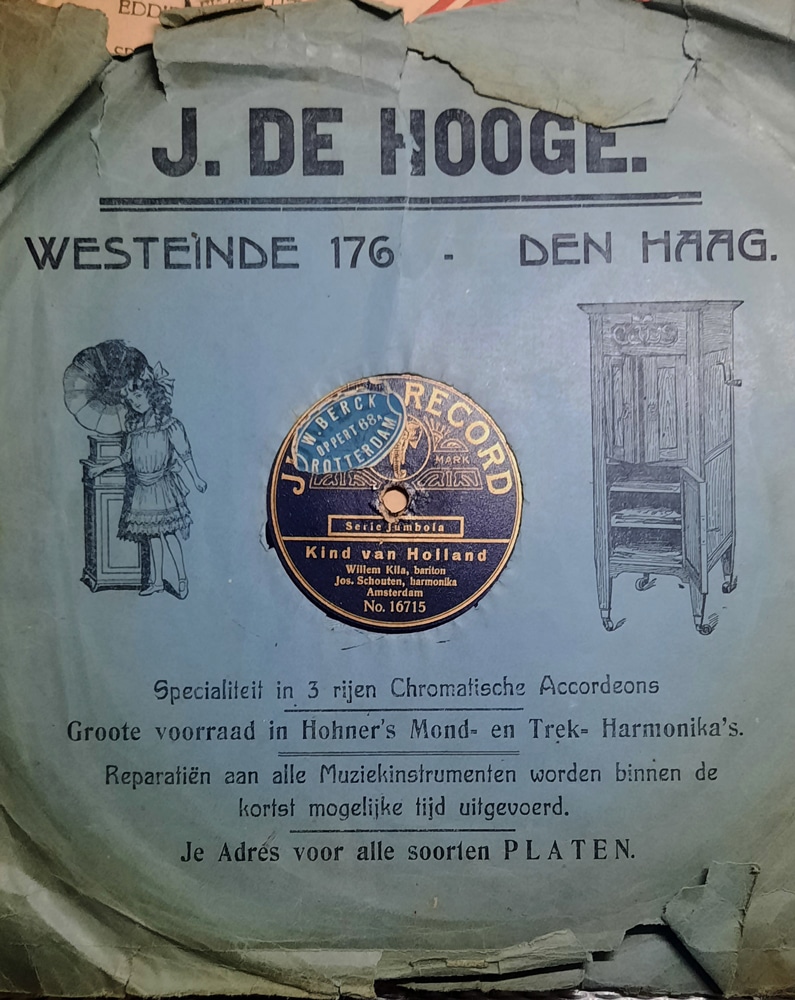 EDDI
J. DE HOOGE.
WESTEINDE 176 - DEN HAAG.
RECORD
W. BERCK
OPPERT 68A
ROTTERDAM
MARK
Serie Jumbola
Kind van Holland
Willem Kila, bariton
Jos. Schouten, harmonika
Amsterdam
No. 16715
Specialiteit in 3 rijen Chromatische Accordeons
Groote voorraad in Hohner's Mond- en Trek- Harmonika's.
Reparatiën aan alle Muziekinstrumenten worden binnen de
kortst mogelijke tijd uitgevoerd.
Je Adres voor alle soorten PLATEN.